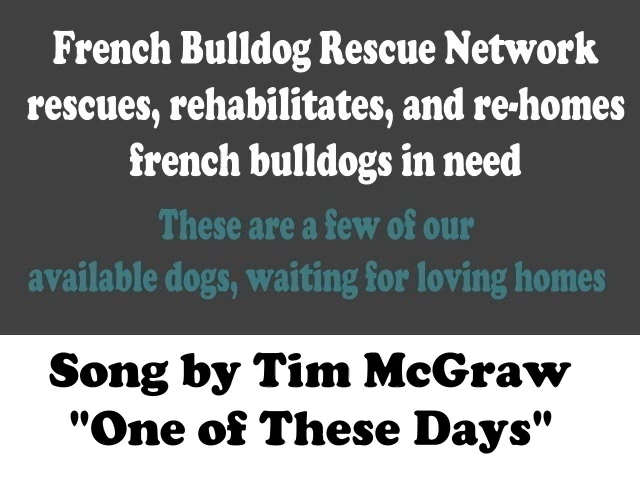 French Bulldog Rescue Network
rescues, rehabilitates, and re-homes
french bulldogs in need
These are a few of our
available dogs, waiting for loving homes
Song by Tim McGraw
"One of These Days"